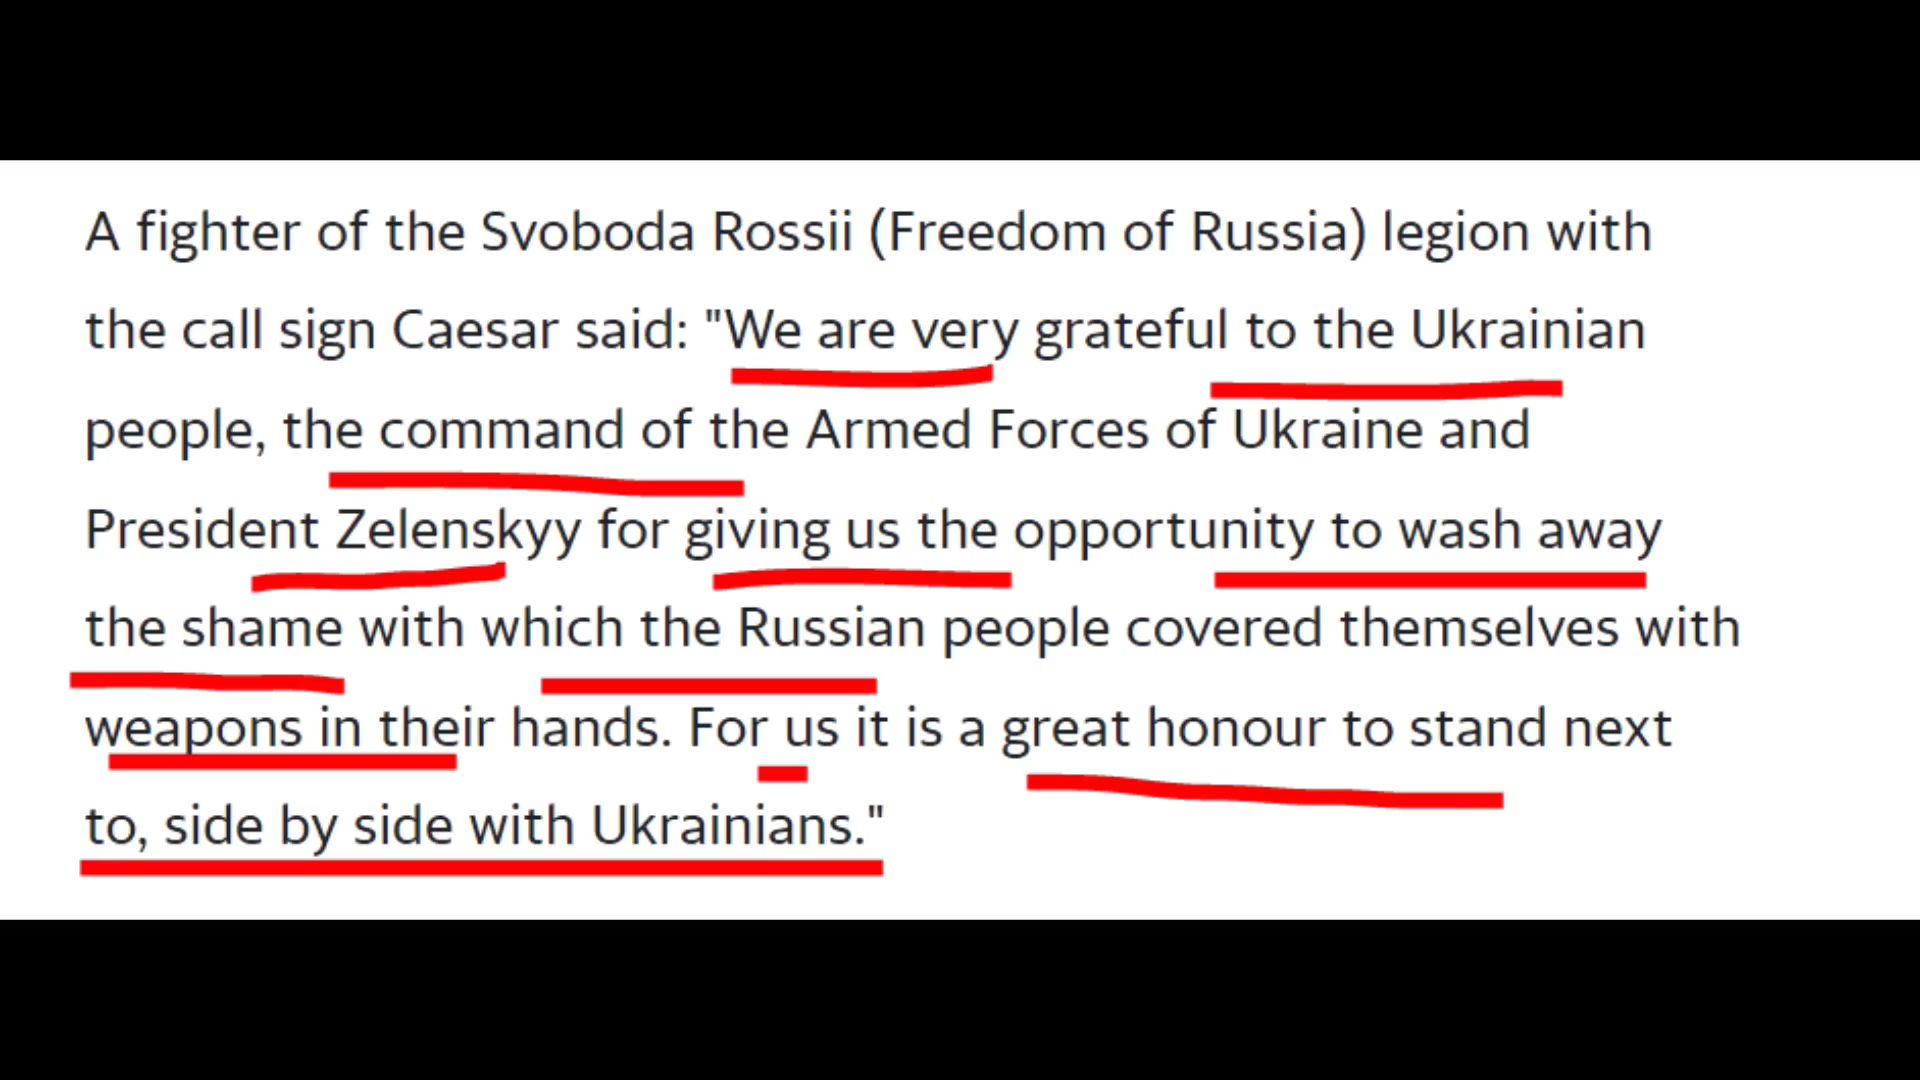 A fighter of the Svoboda Rossii (Freedom of Russia) legion with
the call sign Caesar said: "We are very grateful to the Ukrainian
people, the command of the Armed Forces of Ukraine and
President Zelenskyy for giving us the opportunity to wash away
the shame with which the Russian people covered themselves with
weapons in their hands. For us it is a great honour to stand next
to, side by side with Ukrainians."